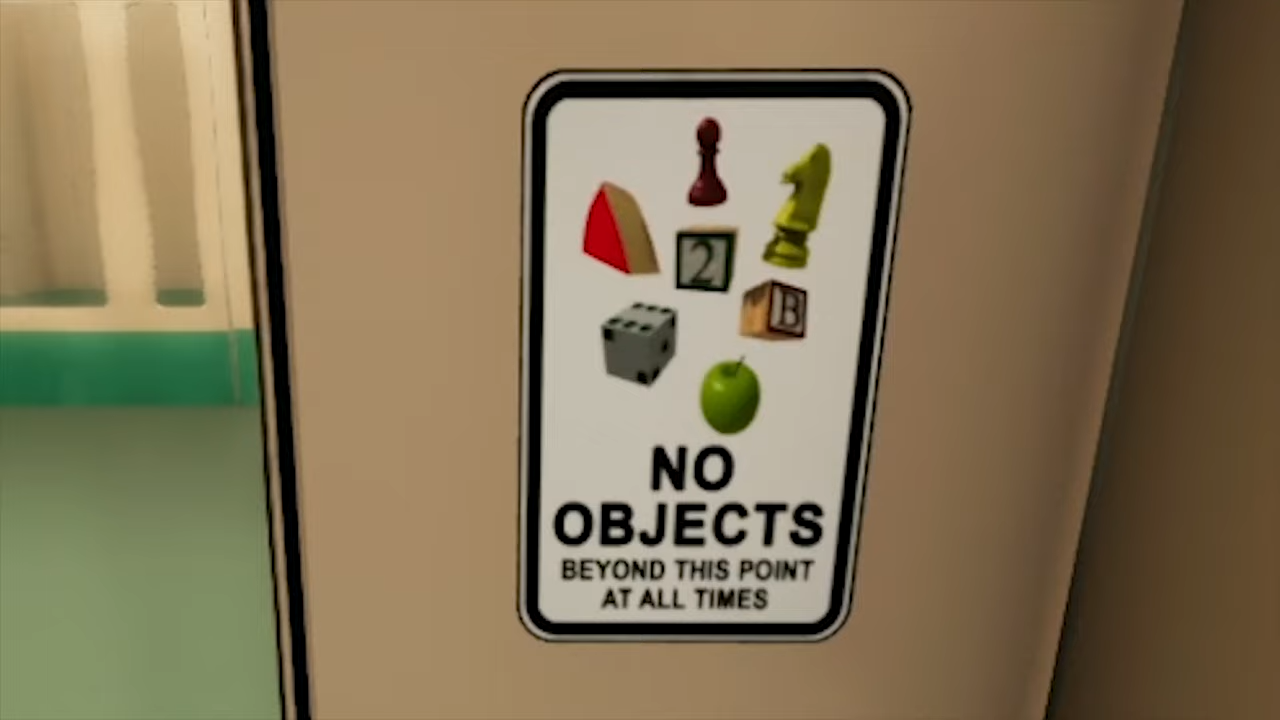 2
B
NO
OBJECTS
BEYOND THIS POINT
AT ALL TIMES